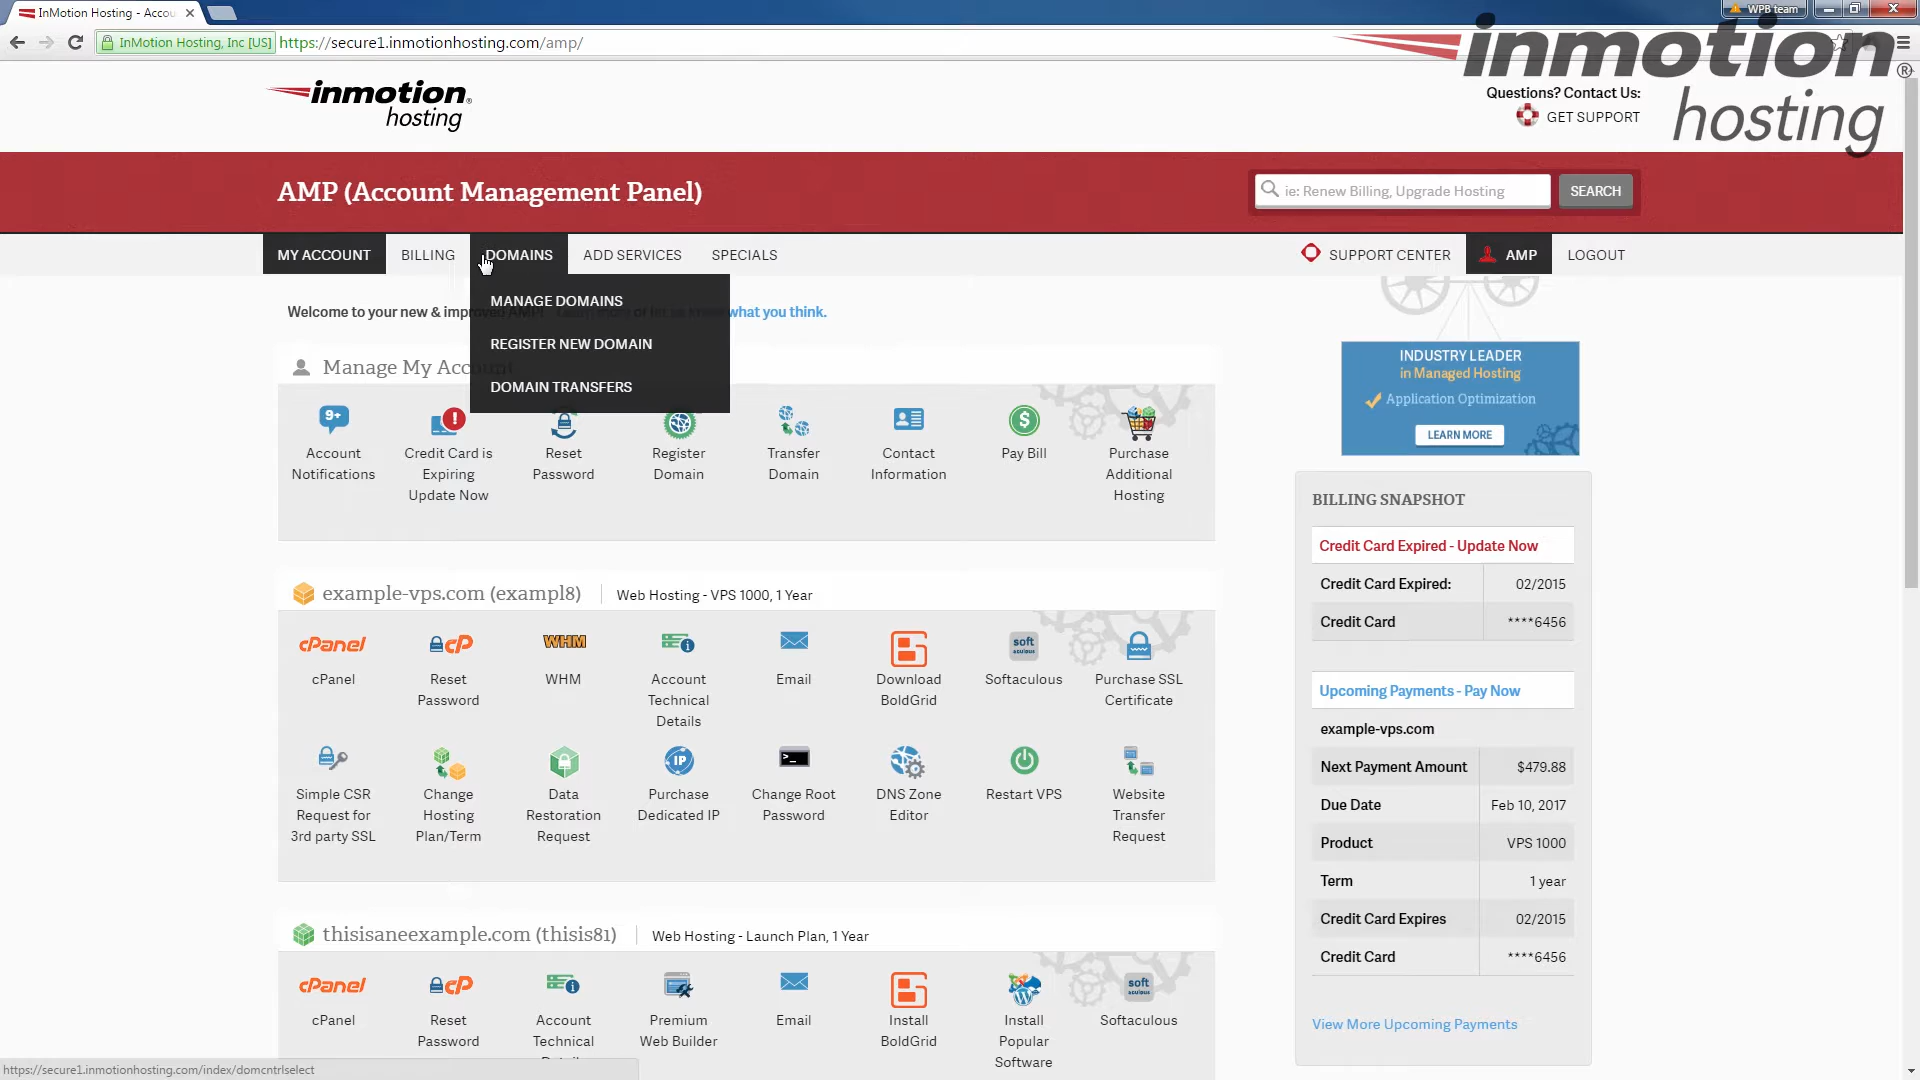 InMotion Hosting - Accou
WPB team
InMotion Hosting, Inc [US]
https://secure1.inmotionhosting.com/amp/
inmotion
hosting
inmotion
hosting
Questions? Contact Us:
GET SUPPORT
AMP (Account Management Panel)
ie: Renew Billing, Upgrade Hosting
SEARCH
MY ACCOUNT BILLING DOMAINS ADD SERVICES SPECIALS
SUPPORT CENTER AMP LOGOUT
MANAGE DOMAINS
REGISTER NEW DOMAIN
DOMAIN TRANSFERS
Welcome to your new & improved AMP! what you think.
Manage My Account
INDUSTRY LEADER
in Managed Hosting
Application Optimization
LEARN MORE
9+
Account
Notifications
Credit Card is
Expiring
Update Now
Reset
Password
Register
Domain
Transfer
Domain
Contact
Information
Pay Bill
Purchase
Additional
Hosting
example-vps.com (exampl8) Web Hosting - VPS 1000, 1 Year
cPanel
cPanel
cP
Reset
Password
WHM
WHM
Account
Technical
Details
Email
Download
BoldGrid
soft
aculous
Softaculous
Purchase SSL
Certificate
Simple CSR
Request for
3rd party SSL
Change
Hosting
Plan/Term
Data
Restoration
Request
IP
Purchase
Dedicated IP
>_
Change Root
Password
DNS Zone
Editor
Restart VPS
Website
Transfer
Request
thisisaneexample.com (thisis81) Web Hosting - Launch Plan, 1 Year
cPanel
cPanel
cP
Reset
Password
Account
Technical
Premium
Web Builder
Email
Install
BoldGrid
Install
Popular
Software
soft
aculous
Softaculous
BILLING SNAPSHOT
Credit Card Expired - Update Now
Credit Card Expired: 02/2015
Credit Card ****6456
Upcoming Payments - Pay Now
example-vps.com
Next Payment Amount $479.88
Due Date Feb 10, 2017
Product VPS 1000
Term 1 year
Credit Card Expires 02/2015
Credit Card ****6456
View More Upcoming Payments
https://secure1.inmotionhosting.com/index/domcntrlselect